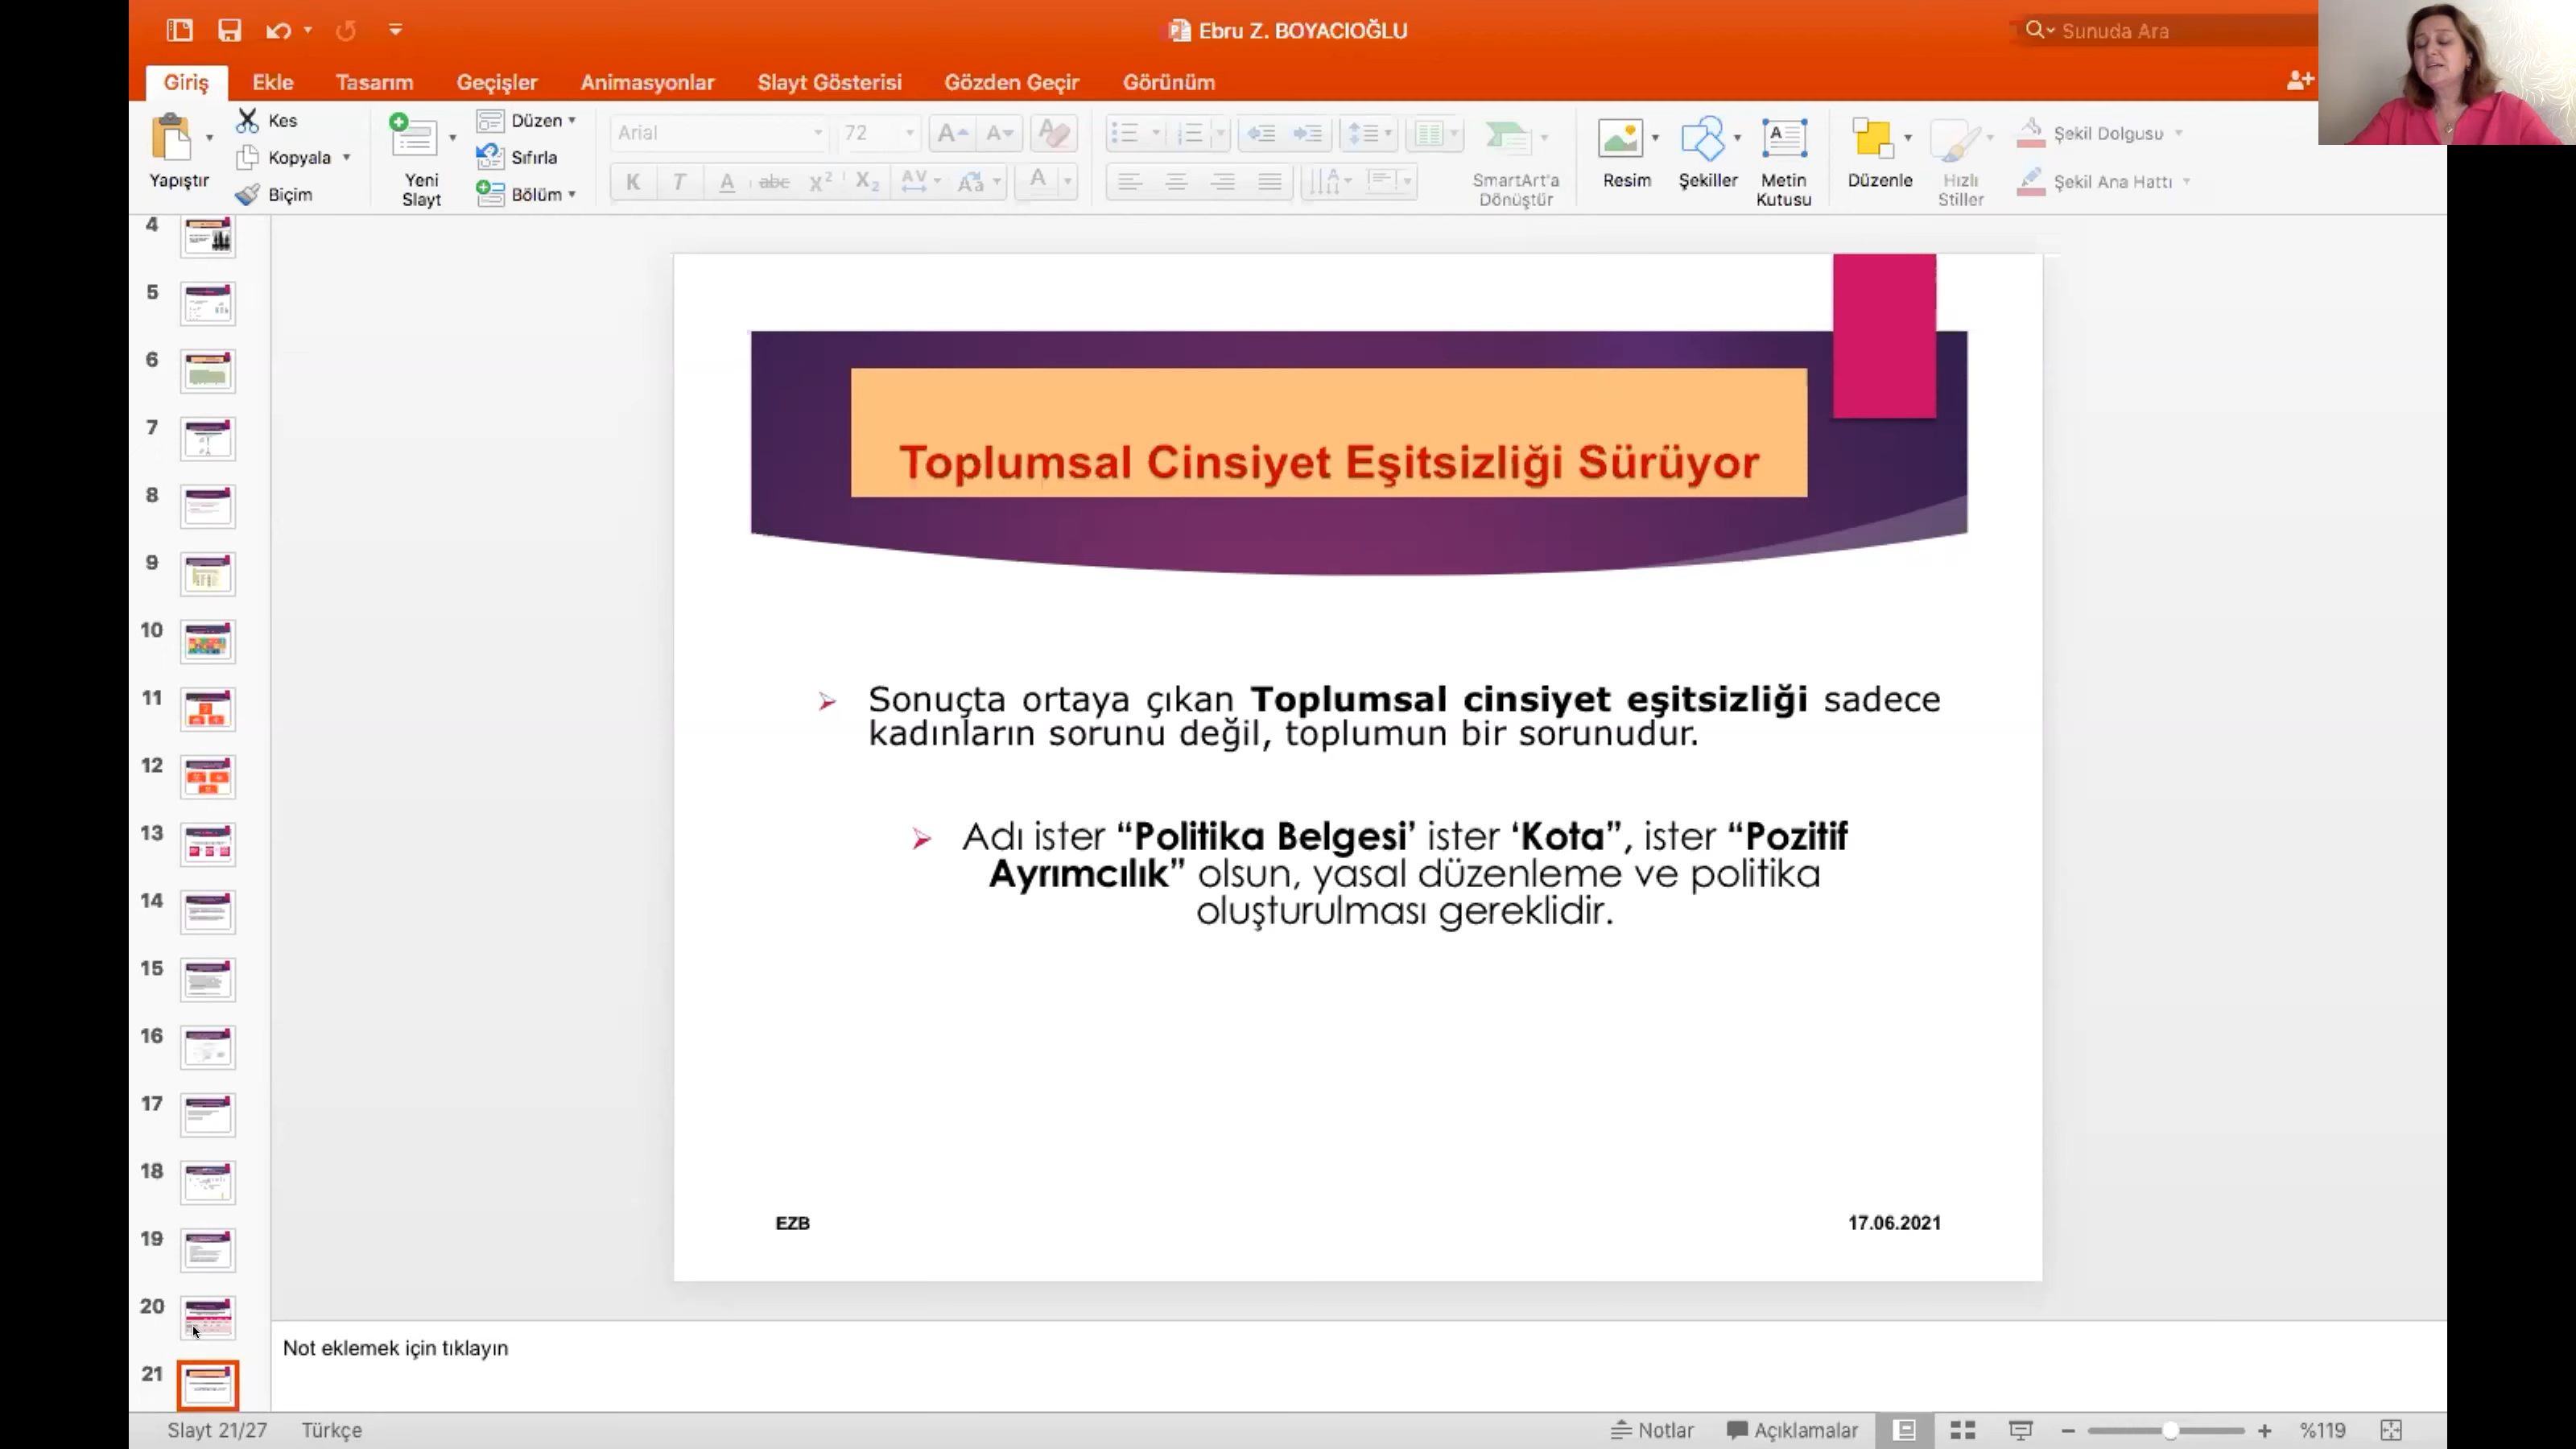 Ebru Z. BOYACIOĞLU
Sunuda Ara
Giriş Ekle Tasarım Geçişler Animasyonlar Slayt Gösterisi Gözden Geçir Görünüm
Yapıştır
Kes
Kopyala
Biçim
Yeni
Slayt
Düzen
Sıfırla
Bölüm
Arial 72
K T A abc X² X₂ AV Aa A
SmartArt'a
Dönüştür
Resim
Şekiller
Metin
Kutusu
Düzenle
Hızlı
Stiller
Şekil Dolgusu
Şekil Ana Hattı
4
5
6
7
8
9
10
11
12
13
14
15
16
17
18
19
20
21
Toplumsal Cinsiyet Eşitsizliği Sürüyor
Sonuçta ortaya çıkan Toplumsal cinsiyet eşitsizliği sadece
kadınların sorunu değil, toplumun bir sorunudur.
Adı ister “Politika Belgesi’ ister ‘Kota”, ister “Pozitif
Ayrımcılık” olsun, yasal düzenleme ve politika
oluşturulması gereklidir.
EZB 17.06.2021
Not eklemek için tıklayın
Slayt 21/27 Türkçe Notlar Açıklamalar %119